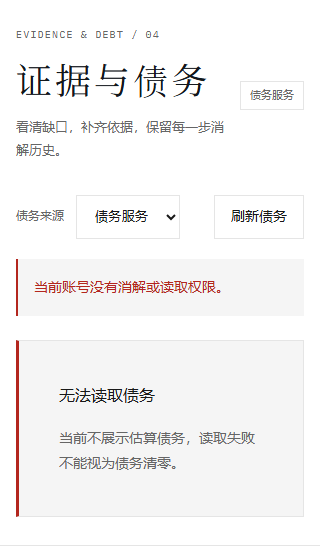 EVIDENCE & DEBT / 04
证据与债务
债务服务
看清缺口，补齐依据，保留每一步消
解历史。
债务来源
债务服务
刷新债务
当前账号没有消解或读取权限。
无法读取债务
当前不展示估算债务，读取失败
不能视为债务清零。